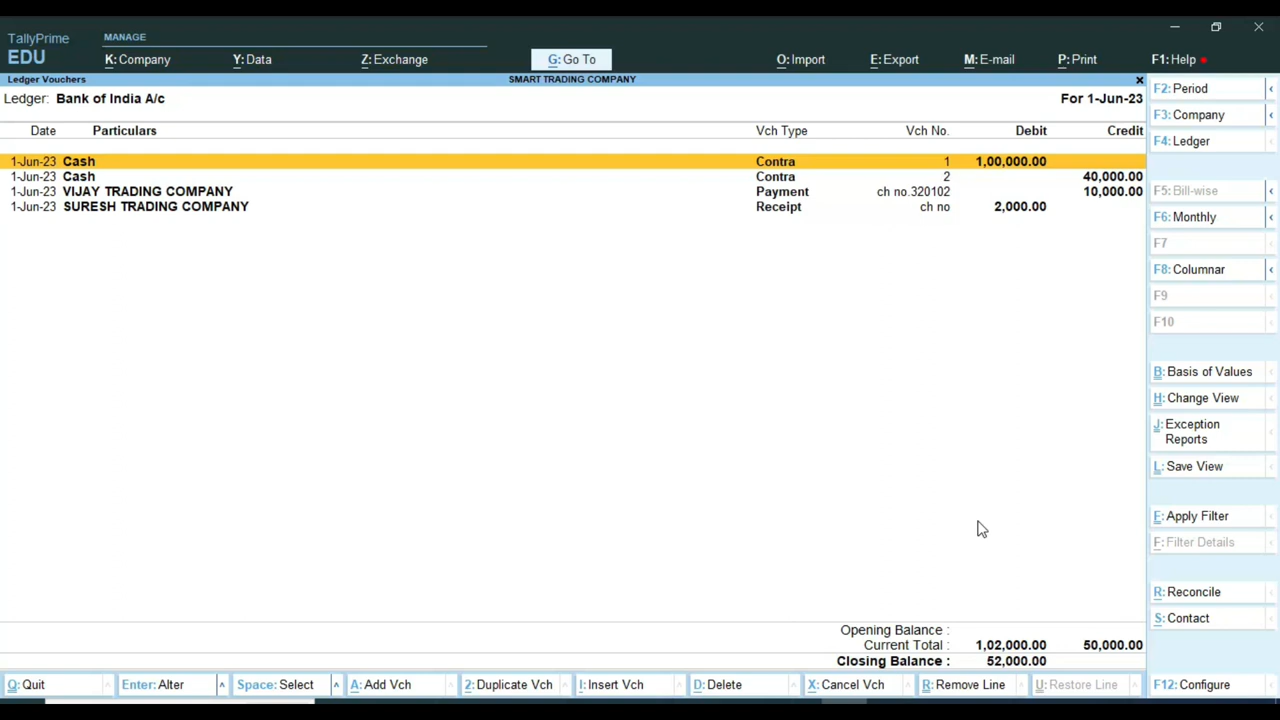 TallyPrime
EDU
MANAGE
K: Company
Y: Data
Z: Exchange
G: Go To
O: Import
E: Export
M: E-mail
P: Print
F1: Help
Ledger Vouchers SMART TRADING COMPANY x
Ledger: Bank of India A/c For 1-Jun-23
Date Particulars Vch Type Vch No. Debit Credit
1-Jun-23 Cash Contra 1 1,00,000.00
1-Jun-23 Cash Contra 2 40,000.00
1-Jun-23 VIJAY TRADING COMPANY Payment ch no.320102 10,000.00
1-Jun-23 SURESH TRADING COMPANY Receipt ch no 2,000.00
Opening Balance :
Current Total : 1,02,000.00 50,000.00
Closing Balance : 52,000.00
F2: Period
F3: Company
F4: Ledger
F5: Bill-wise
F6: Monthly
F7
F8: Columnar
F9
F10
B: Basis of Values
H: Change View
J: Exception
Reports
L: Save View
F: Apply Filter
F: Filter Details
R: Reconcile
S: Contact
Q: Quit
Enter: Alter
Space: Select
A: Add Vch
2: Duplicate Vch
I: Insert Vch
D: Delete
X: Cancel Vch
R: Remove Line
U: Restore Line
F12: Configure